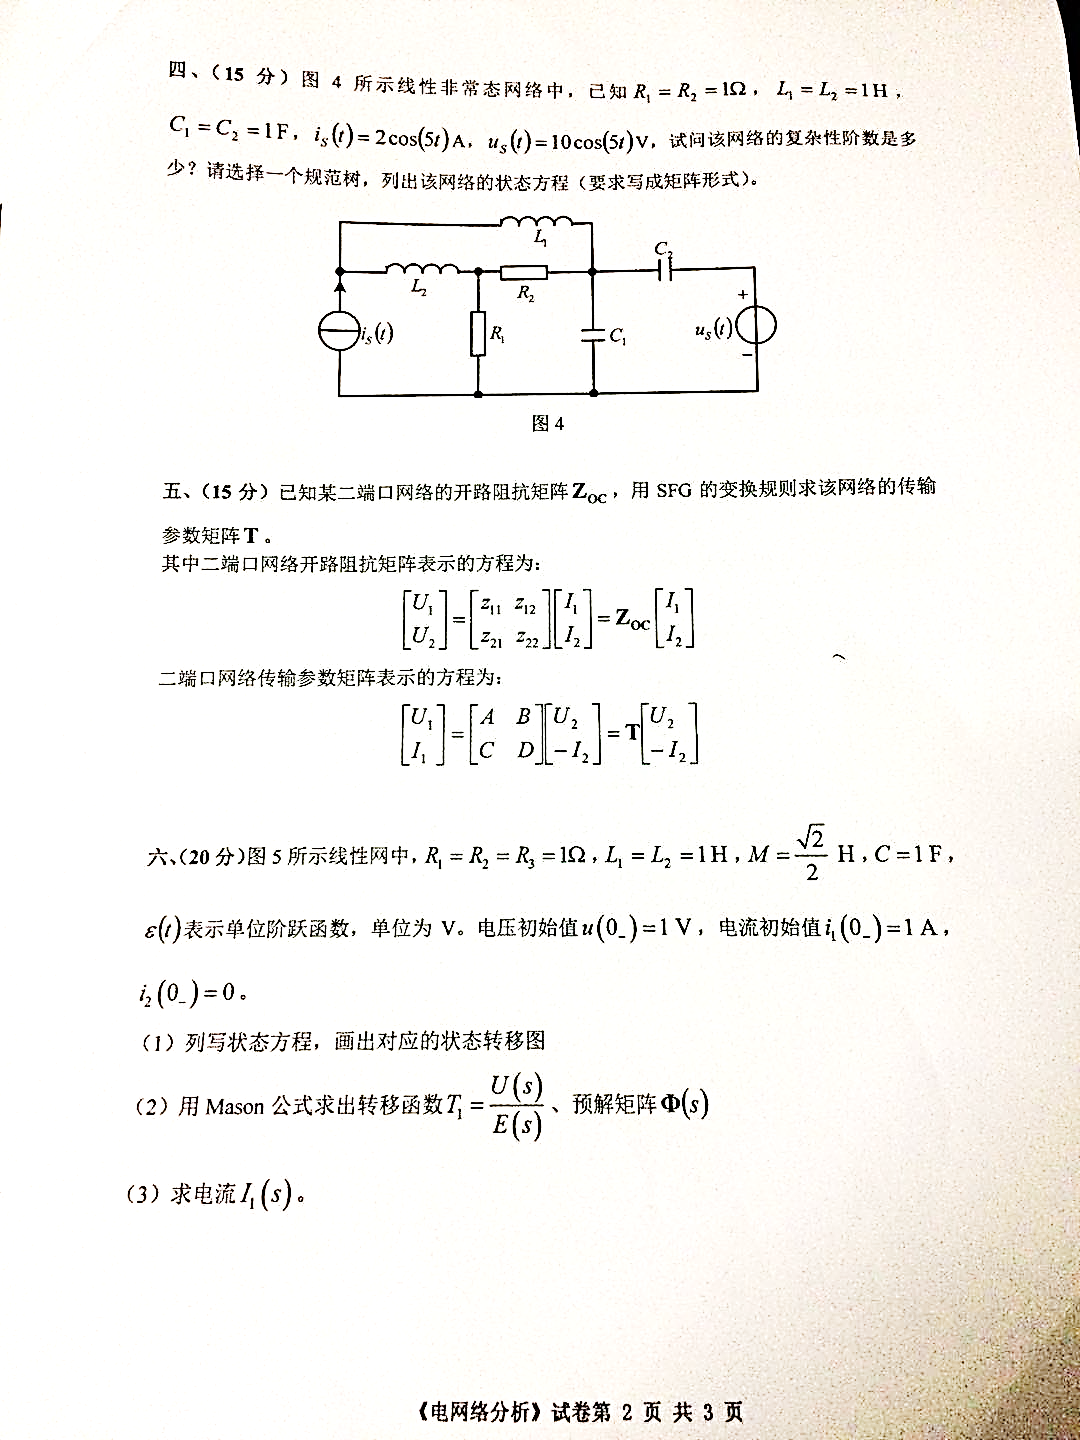 四、（15 分）图 4 所示线性非常态网络中，已知 R₁ = R₂ = 1Ω， L₁ = L₂ = 1H，
C₁ = C₂ = 1F，i_S(t) = 2cos(5t)A，u_S(t) = 10cos(5t)V，试问该网络的复杂性阶数是多
少？请选择一个规范树，列出该网络的状态方程（要求写成矩阵形式）。
L₁
C₂
L₂
R₂
+
i_S(t)
R₁
C₁
u_S(t)
−
图 4
五、（15 分）已知某二端口网络的开路阻抗矩阵 Z_OC，用 SFG 的变换规则求该网络的传输
参数矩阵 T 。
其中二端口网络开路阻抗矩阵表示的方程为：
[U₁; U₂] = [z₁₁ z₁₂; z₂₁ z₂₂][I₁; I₂] = Z_OC[I₁; I₂]
二端口网络传输参数矩阵表示的方程为：
[U₁; I₁] = [A B; C D][U₂; −I₂] = T[U₂; −I₂]
六、（20 分）图 5 所示线性网中，R₁ = R₂ = R₃ = 1Ω，L₁ = L₂ = 1H，M = √2/2 H，C = 1F，
ε(t)表示单位阶跃函数，单位为 V。电压初始值 u(0₋) = 1 V，电流初始值 i₁(0₋) = 1 A，
i₂(0₋) = 0。
（1）列写状态方程，画出对应的状态转移图
（2）用 Mason 公式求出转移函数 T₁ = U(s)/E(s)、预解矩阵 Φ(s)
（3）求电流 I₁(s)。
《电网络分析》试卷第 2 页 共 3 页